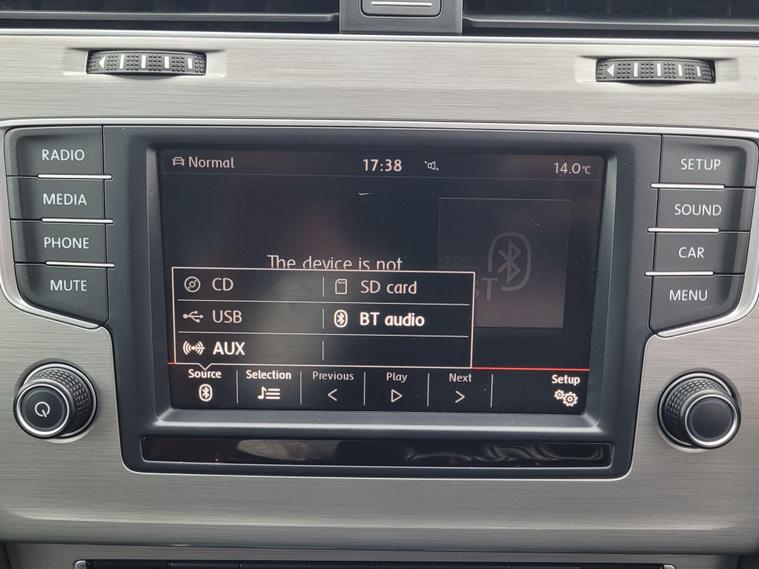 RADIO
MEDIA
PHONE
MUTE
Normal 17:38 14.0°C
The device is not
CD SD card
USB BT audio
AUX
BT
Source Selection Previous Play Next Setup
SETUP
SOUND
CAR
MENU